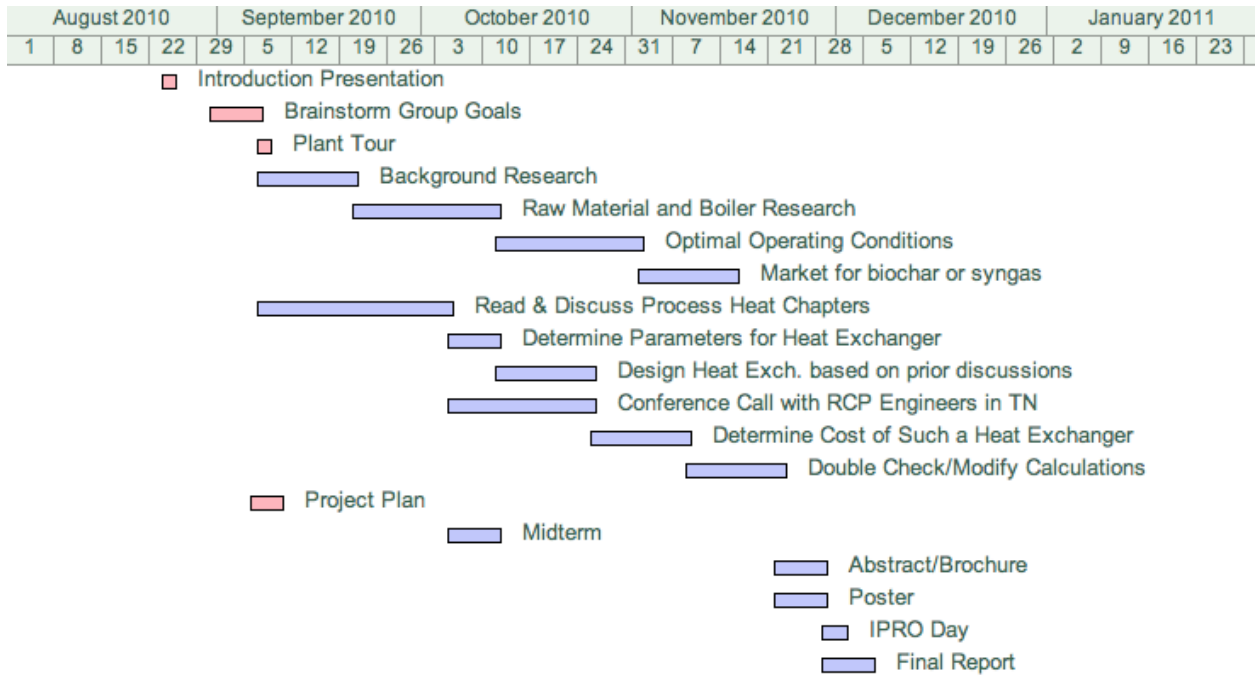 August 2010 September 2010 October 2010 November 2010 December 2010 January 2011
1 8 15 22 29 5 12 19 26 3 10 17 24 31 7 14 21 28 5 12 19 26 2 9 16 23
Introduction Presentation
Brainstorm Group Goals
Plant Tour
Background Research
Raw Material and Boiler Research
Optimal Operating Conditions
Market for biochar or syngas
Read & Discuss Process Heat Chapters
Determine Parameters for Heat Exchanger
Design Heat Exch. based on prior discussions
Conference Call with RCP Engineers in TN
Determine Cost of Such a Heat Exchanger
Double Check/Modify Calculations
Project Plan
Midterm
Abstract/Brochure
Poster
IPRO Day
Final Report